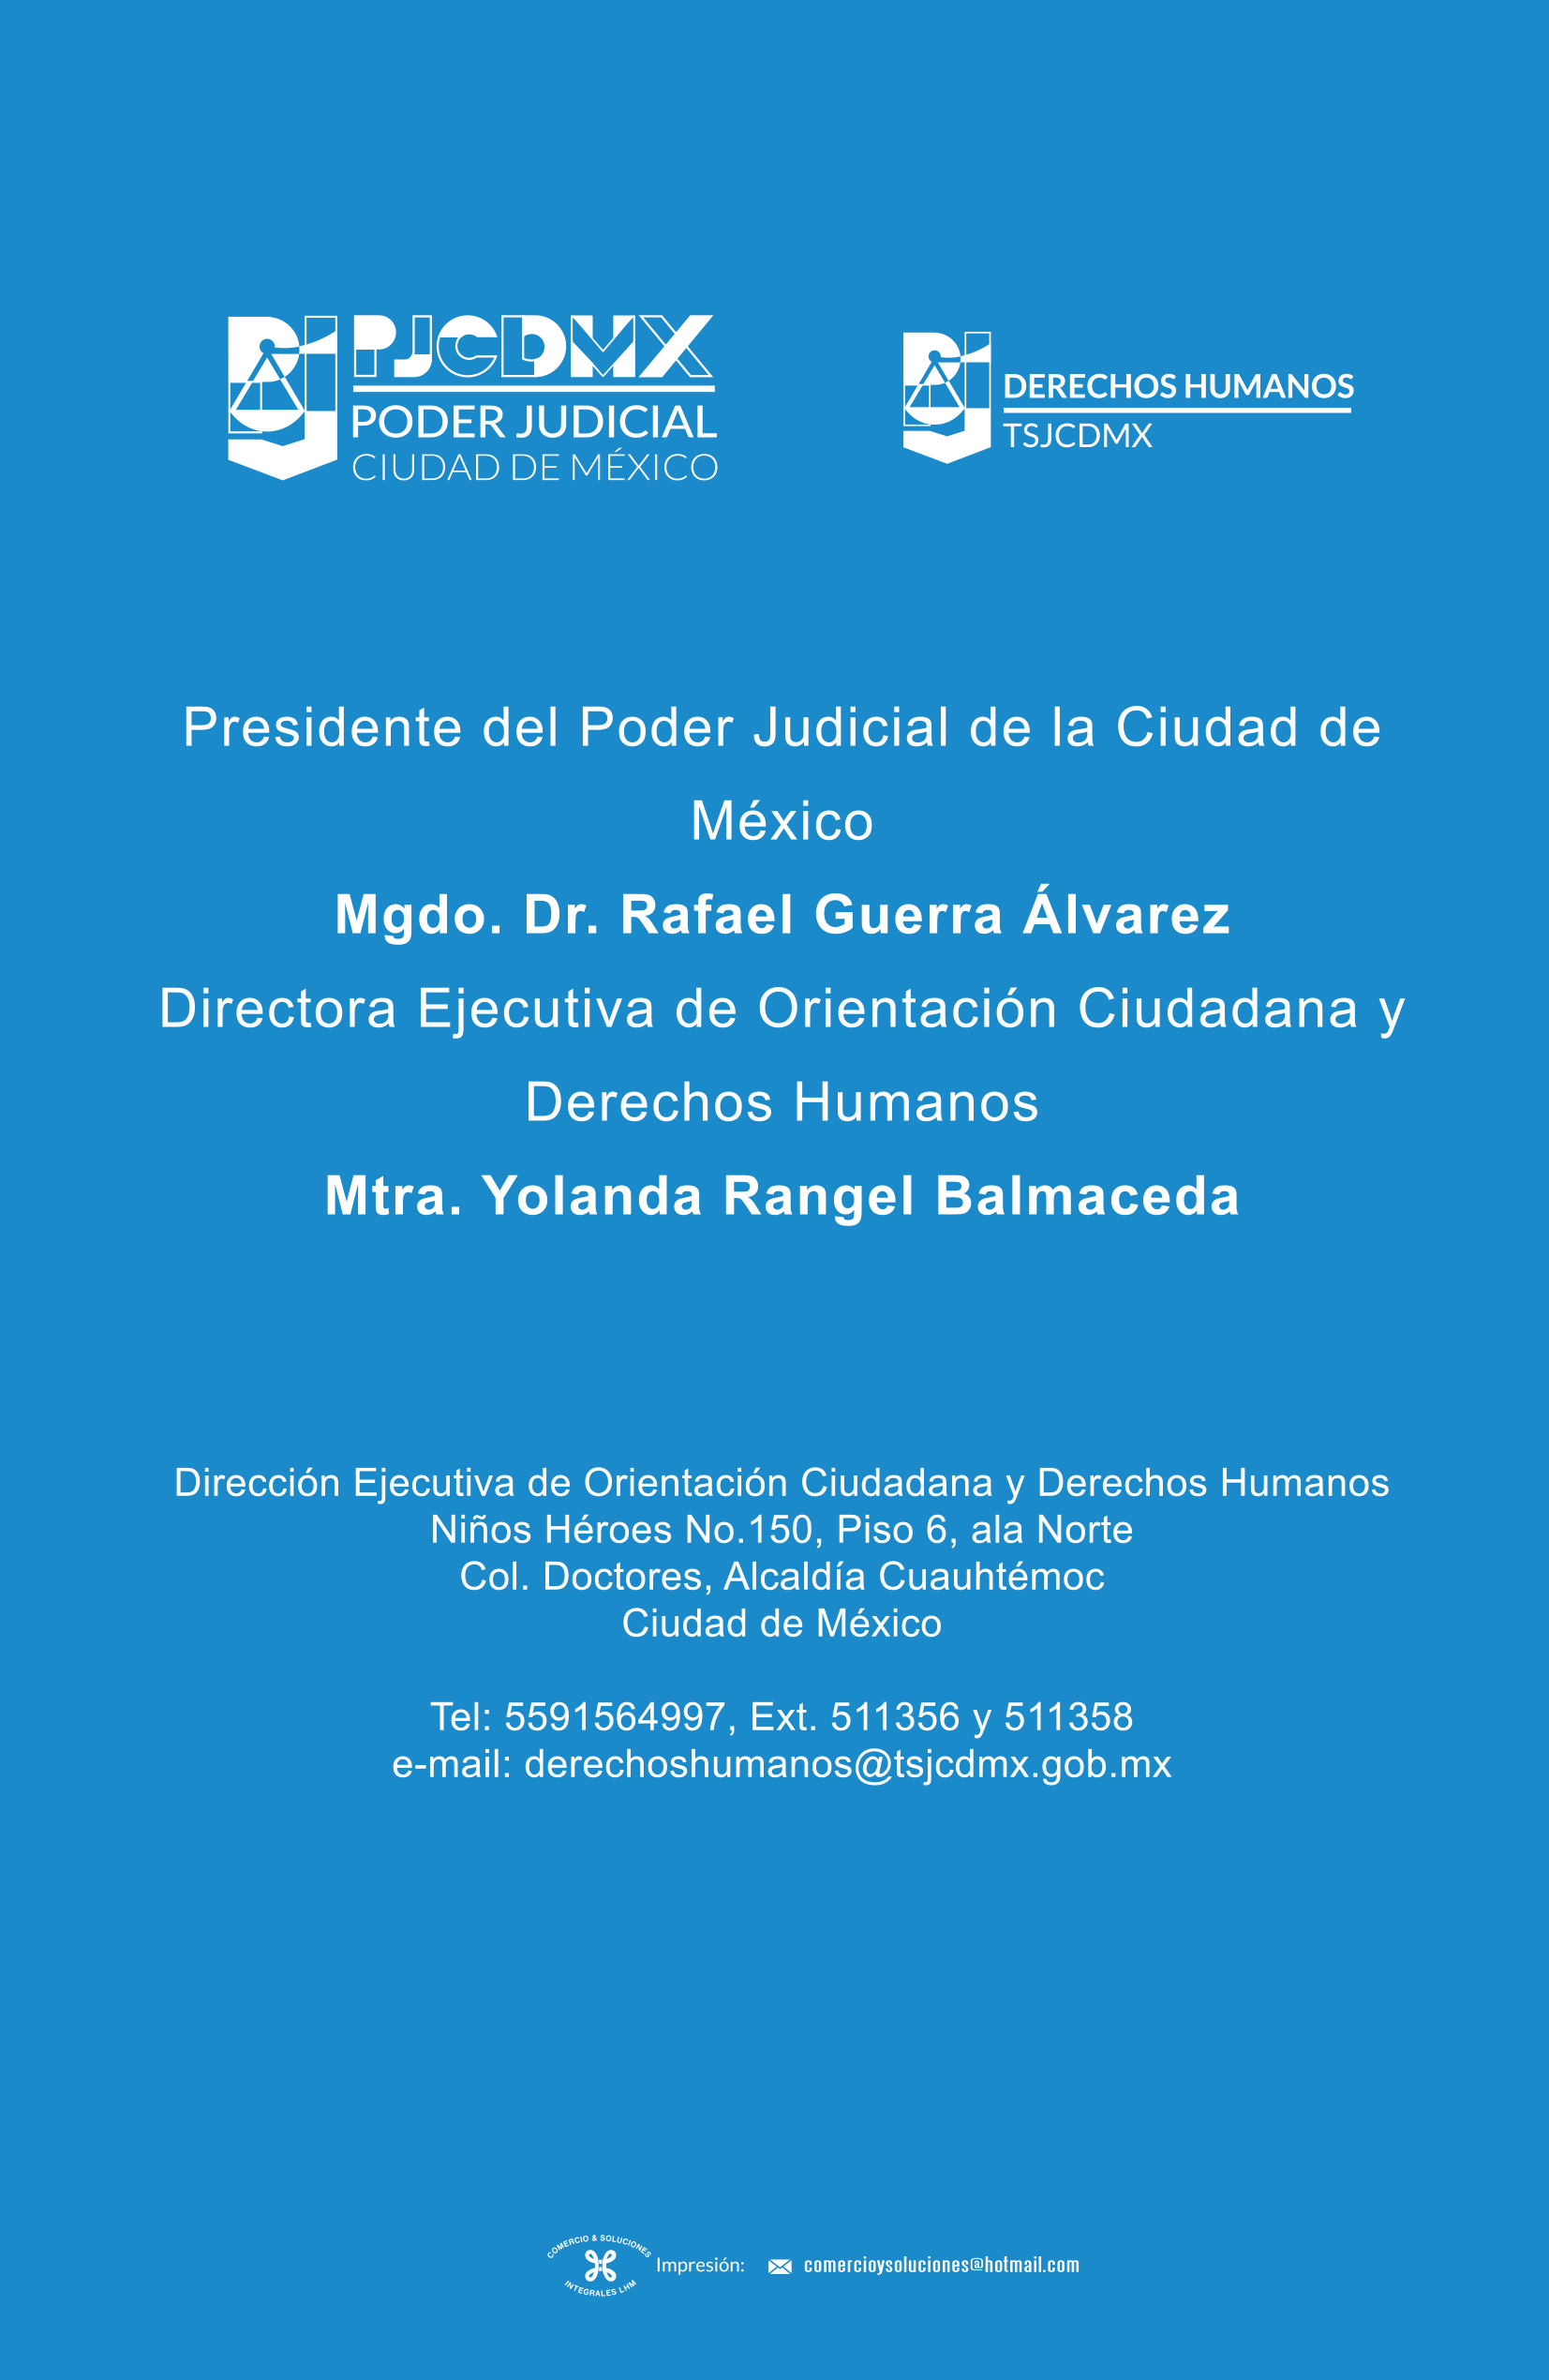 PJCDMX
PODER JUDICIAL
CIUDAD DE MÉXICO
DERECHOS HUMANOS
TSJCDMX
Presidente del Poder Judicial de la Ciudad de
México
Mgdo. Dr. Rafael Guerra Álvarez
Directora Ejecutiva de Orientación Ciudadana y
Derechos Humanos
Mtra. Yolanda Rangel Balmaceda
Dirección Ejecutiva de Orientación Ciudadana y Derechos Humanos
Niños Héroes No.150, Piso 6, ala Norte
Col. Doctores, Alcaldía Cuauhtémoc
Ciudad de México
Tel: 5591564997, Ext. 511356 y 511358
e-mail: derechoshumanos@tsjcdmx.gob.mx
COMERCIO & SOLUCIONES
INTEGRALES LHM
Impresión: comercioysoluciones@hotmail.com